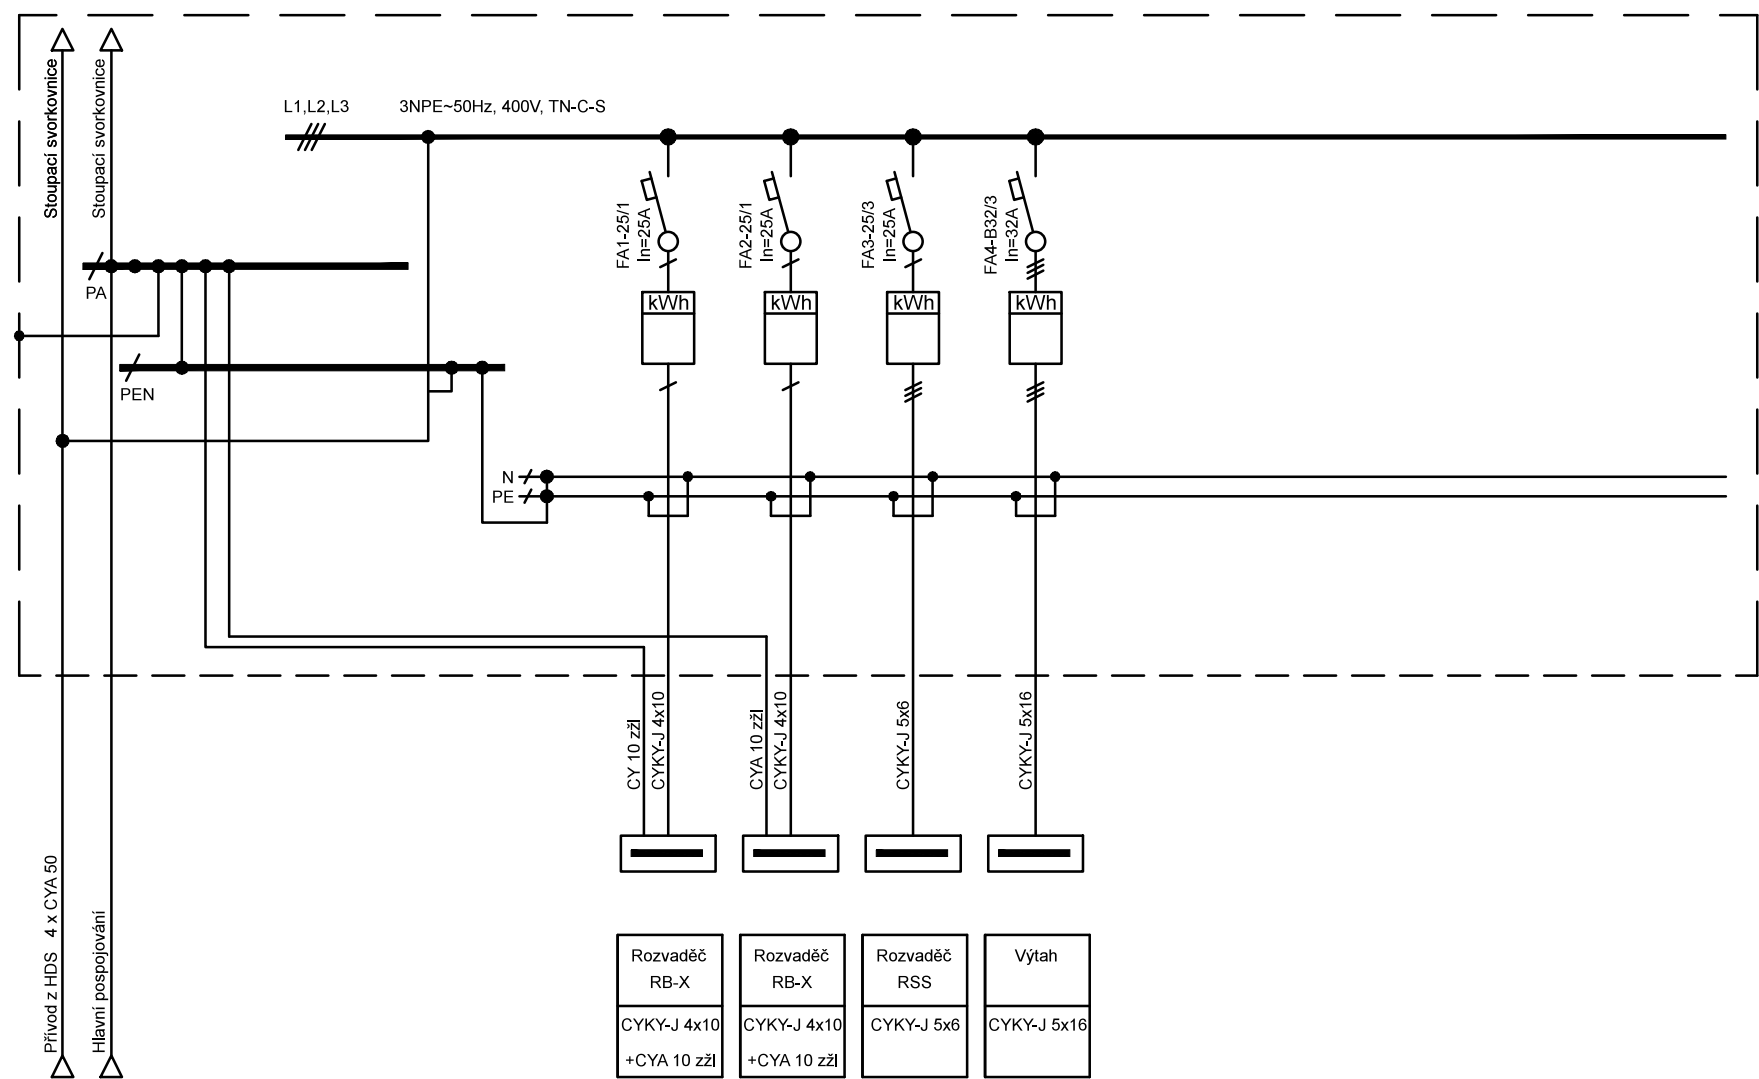 Stoupací svorkovnice
Stoupací svorkovnice
L1,L2,L3
3NPE~50Hz, 400V, TN-C-S
FA1-25/1
In=25A
FA2-25/1
In=25A
FA3-25/3
In=25A
FA4-B32/3
In=32A
PA
kWh
kWh
kWh
kWh
PEN
N
PE
CY 10 zžl
CYKY-J 4x10
CYA 10 zžl
CYKY-J 4x10
CYKY-J 5x6
CYKY-J 5x16
Přívod z HDS 4 x CYA 50
Hlavní pospojování
Rozvaděč
RB-X
CYKY-J 4x10
+CYA 10 zžl
Rozvaděč
RB-X
CYKY-J 4x10
+CYA 10 zžl
Rozvaděč
RSS
CYKY-J 5x6
Výtah
CYKY-J 5x16